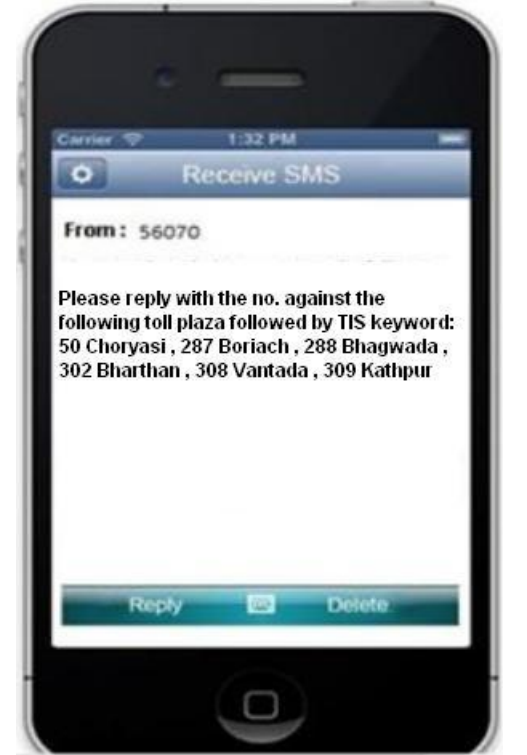 Carrier 1:32 PM
Receive SMS
From : 56070
Please reply with the no. against the
following toll plaza followed by TIS keyword:
50 Choryasi , 287 Boriach , 288 Bhagwada ,
302 Bharthan , 308 Vantada , 309 Kathpur
Reply Delete